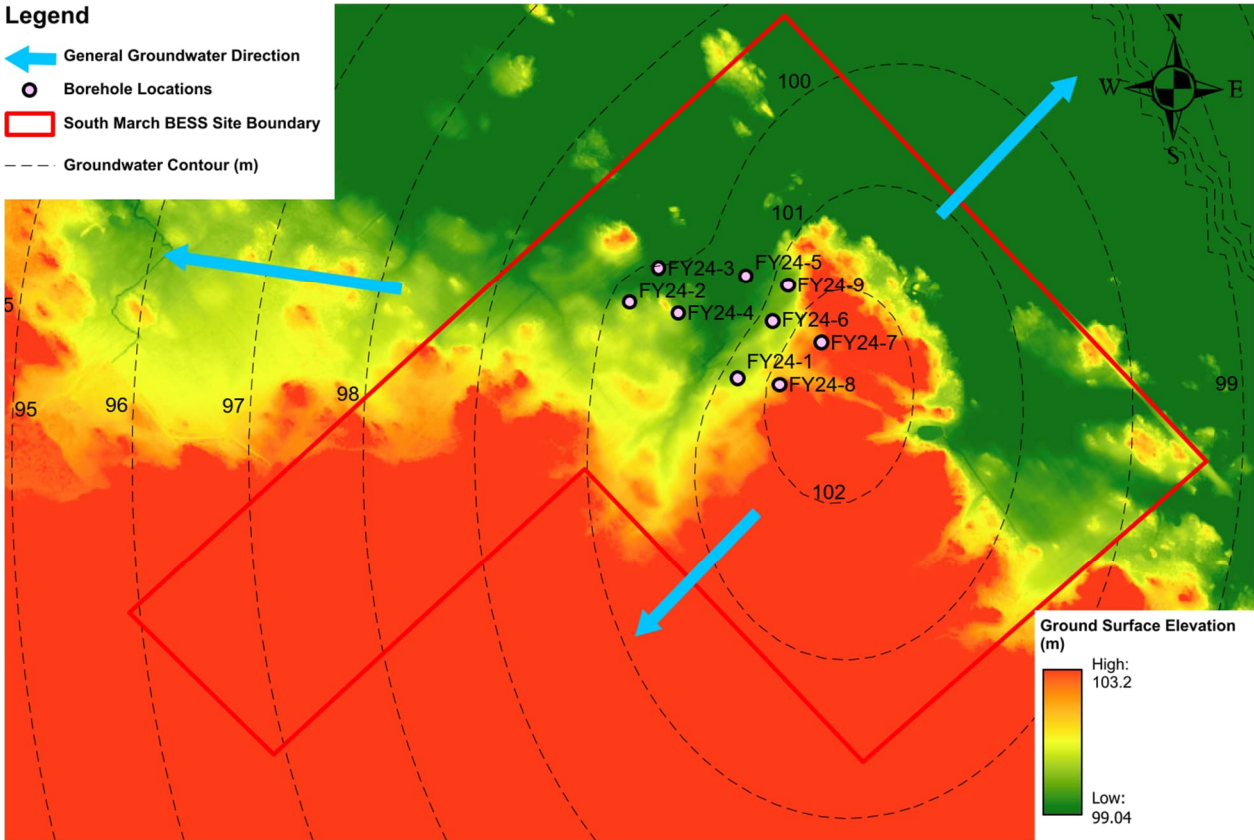 Legend
General Groundwater Direction
Borehole Locations
South March BESS Site Boundary
Groundwater Contour (m)
N
W E
S
100
101
FY24-5
FY24-3
FY24-9
FY24-2
FY24-4
FY24-6
FY24-7
FY24-1
FY24-8
5
99
98
97
96
95
102
Ground Surface Elevation
(m)
High:
103.2
Low:
99.04